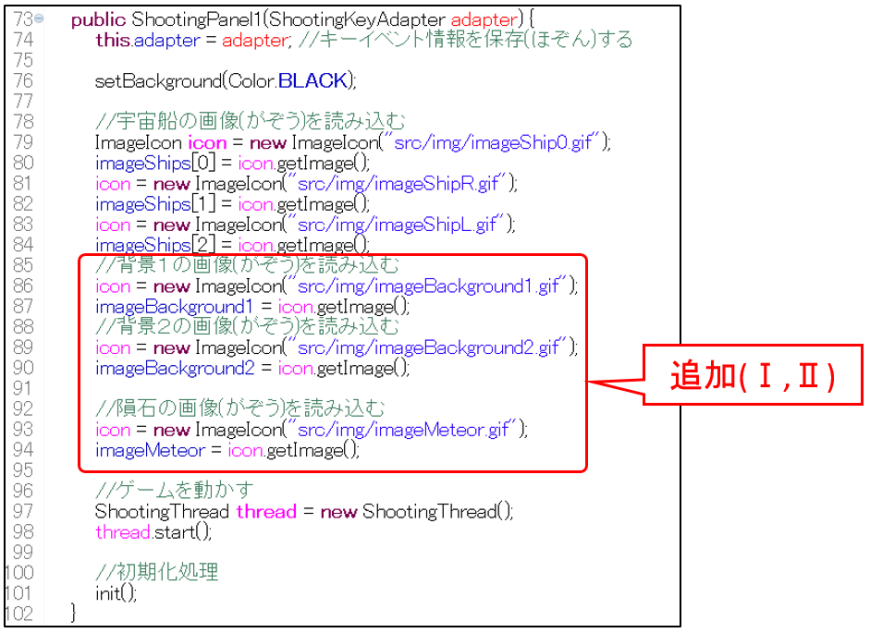 73 public ShootingPanel1(ShootingKeyAdapter adapter){
74 this.adapter = adapter; //キーイベント情報を保存(ほぞん)する
75
76 setBackground(Color.BLACK);
77
78 //宇宙船の画像(がぞう)を読み込む
79 ImageIcon icon = new ImageIcon("src/img/imageShip0.gif");
80 imageShips[0] = icon.getImage();
81 icon = new ImageIcon("src/img/imageShipR.gif");
82 imageShips[1] = icon.getImage();
83 icon = new ImageIcon("src/img/imageShipL.gif");
84 imageShips[2] = icon.getImage();
85 //背景１の画像(がぞう)を読み込む
86 icon = new ImageIcon("src/img/imageBackground1.gif");
87 imageBackground1 = icon.getImage();
88 //背景２の画像(がぞう)を読み込む
89 icon = new ImageIcon("src/img/imageBackground2.gif");
90 imageBackground2 = icon.getImage();
91
92 //隕石の画像(がぞう)を読み込む
93 icon = new ImageIcon("src/img/imageMeteor.gif");
94 imageMeteor = icon.getImage();
95
96 //ゲームを動かす
97 ShootingThread thread = new ShootingThread();
98 thread.start();
99
100 //初期化処理
101 init();
102 }
追加(Ⅰ,Ⅱ)